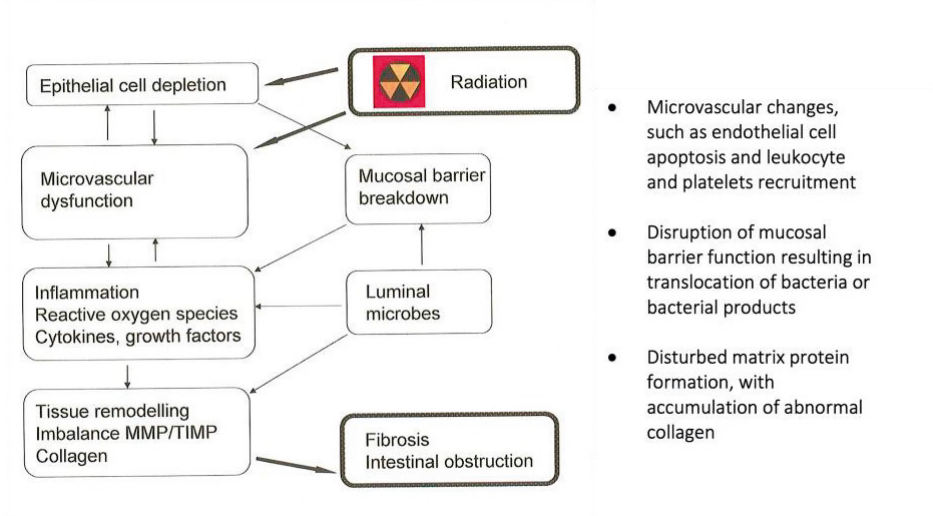 Epithelial cell depletion
Radiation
Microvascular
dysfunction
Mucosal barrier
breakdown
Inflammation
Reactive oxygen species
Cytokines, growth factors
Luminal
microbes
Tissue remodelling
Imbalance MMP/TIMP
Collagen
Fibrosis
Intestinal obstruction
• Microvascular changes,
such as endothelial cell
apoptosis and leukocyte
and platelets recruitment
• Disruption of mucosal
barrier function resulting in
translocation of bacteria or
bacterial products
• Disturbed matrix protein
formation, with
accumulation of abnormal
collagen